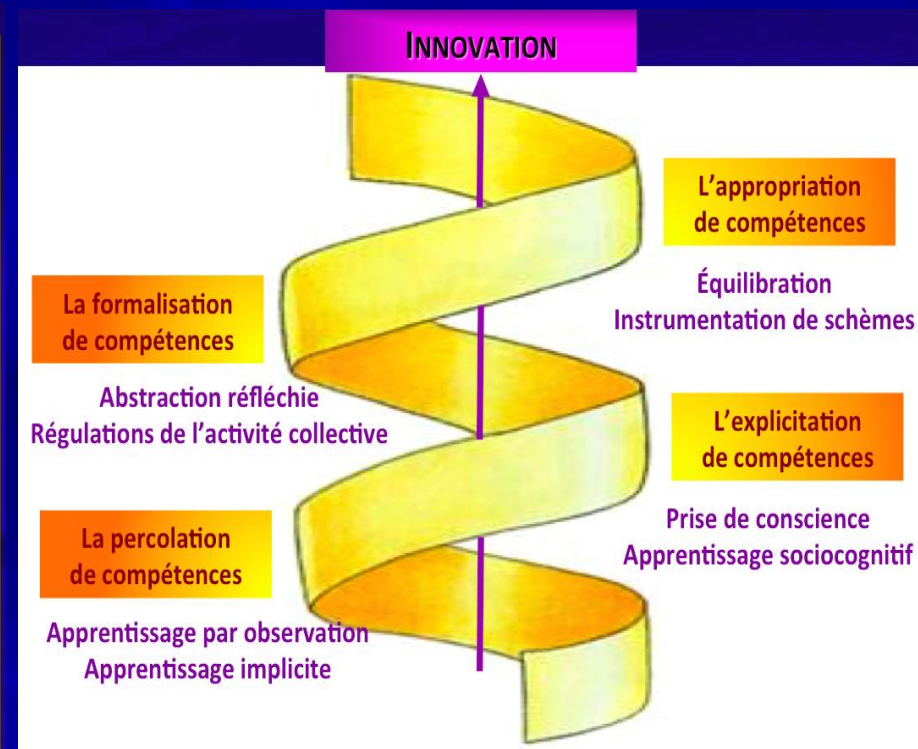 INNOVATION
L'appropriation
de compétences
Équilibration
Instrumentation de schèmes
La formalisation
de compétences
Abstraction réfléchie
Régulations de l'activité collective
L'explicitation
de compétences
Prise de conscience
Apprentissage sociocognitif
La percolation
de compétences
Apprentissage par observation
Apprentissage implicite